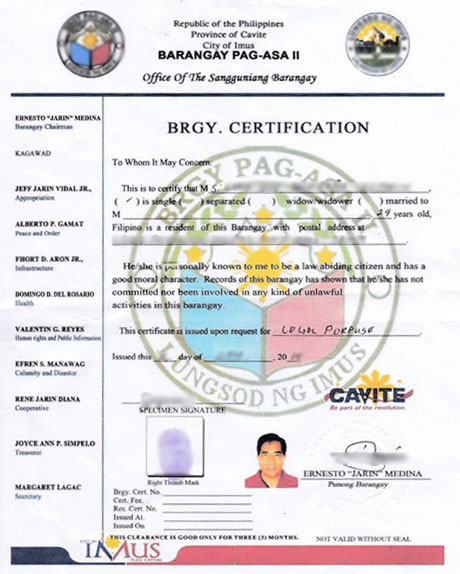 Republic of the Philippines
Province of Cavite
City of Imus
BARANGAY PAG-ASA II
Office Of The Sangguniang Barangay
ERNESTO "JARIN" MEDINA
Barangay Chairman
KAGAWAD
JEFF JARIN VIDAL JR.,
Appropriation
ALBERTO P. GAMAT
Peace and Order
FHORT D. ARON JR.,
Infrastructure
DOMINGO D. DEL ROSARIO
Health
VALENTIN G. REYES
Human rights and Public Information
EFREN S. MANAWAG
Calamity and Disaster
RENE JARIN DIANA
Cooperative
JOYCE ANN P. SIMPELO
Treasurer
MARGARET LAGAC
Secretary
BRGY. CERTIFICATION
To Whom It May Concern:
This is to certify that M S.
( ✓ ) is single ( ) separated ( ) widow/widower ( ) married to
M 29 years old,
Filipino is a resident of this Barangay with postal address at
He/she is personally known to me to be a law abiding citizen and has a
good moral character. Records of this barangay has shown that he/she has not
committed nor been involved in any kind of unlawful
activities in this barangay.
This certificate is issued upon request for LEGAL PORPUSE
Issued this day of , 20
BRGY PAG-ASA
LUNGSOD NG IMUS
CAVITE
Be part of the revolution.
SPECIMEN SIGNATURE
Right Thumb Mark
ERNESTO "JARIN" MEDINA
Punong Barangay
Brgy. Cert. No.
Cert. Fee.
Res. Cert. No.
Issued At.
Issued On
THIS CLEARANCE IS GOOD ONLY FOR THREE (3) MONTHS.
NOT VALID WITHOUT SEAL
IMUS
FLAG CAPITAL